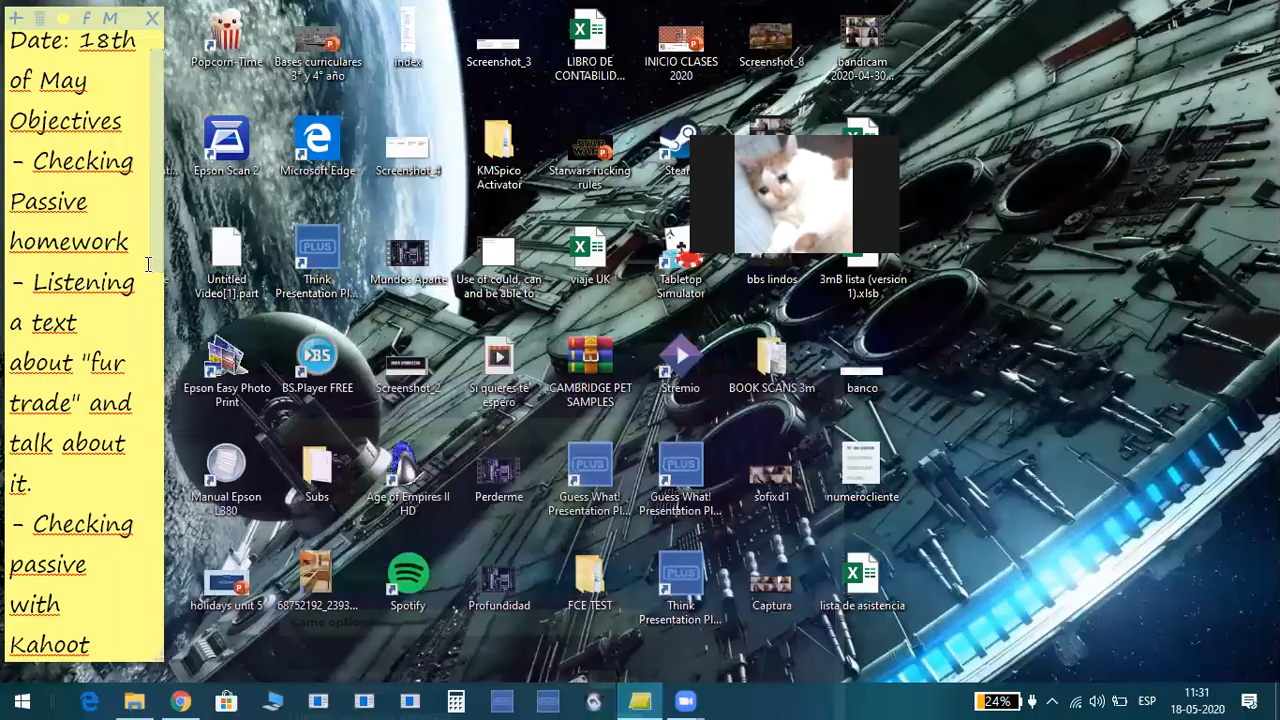 Date: 18th
of May
Objectives
- Checking
Passive
homework
- Listening
a text
about "fur
trade" and
talk about
it.
- Checking
passive
with
Kahoot
Popcorn-Time
Bases curriculares
3° y 4° año
index
Screenshot_3
LIBRO DE
CONTABILID...
INICIO CLASES
2020
Screenshot_8
bandicam
2020-04-30...
Epson Scan 2
Microsoft Edge
Screenshot_4
KMSpico
Activator
Starwars fucking
rules
Steam
Untitled
Video[1].part
Think
Presentation Pl...
Mundos Aparte
Use of could, can
and be able to
viaje UK
Tabletop
Simulator
bbs lindos
3mB lista (version
1).xlsb
Epson Easy Photo
Print
BS.Player FREE
Screenshot_2
Si quieres te
espero
CAMBRIDGE PET
SAMPLES
Stremio
BOOK SCANS 3m
banco
Manual Epson
L380
Subs
Age of Empires II
HD
Perderme
Guess What!
Presentation Pl...
Guess What!
Presentation Pl...
sofixd1
numerocliente
holidays unit 5
68752192_2393...
Spotify
Profundidad
FCE TEST
Think
Presentation Pl...
Captura
lista de asistencia
Game optio
24%
ESP
11:31
18-05-2020